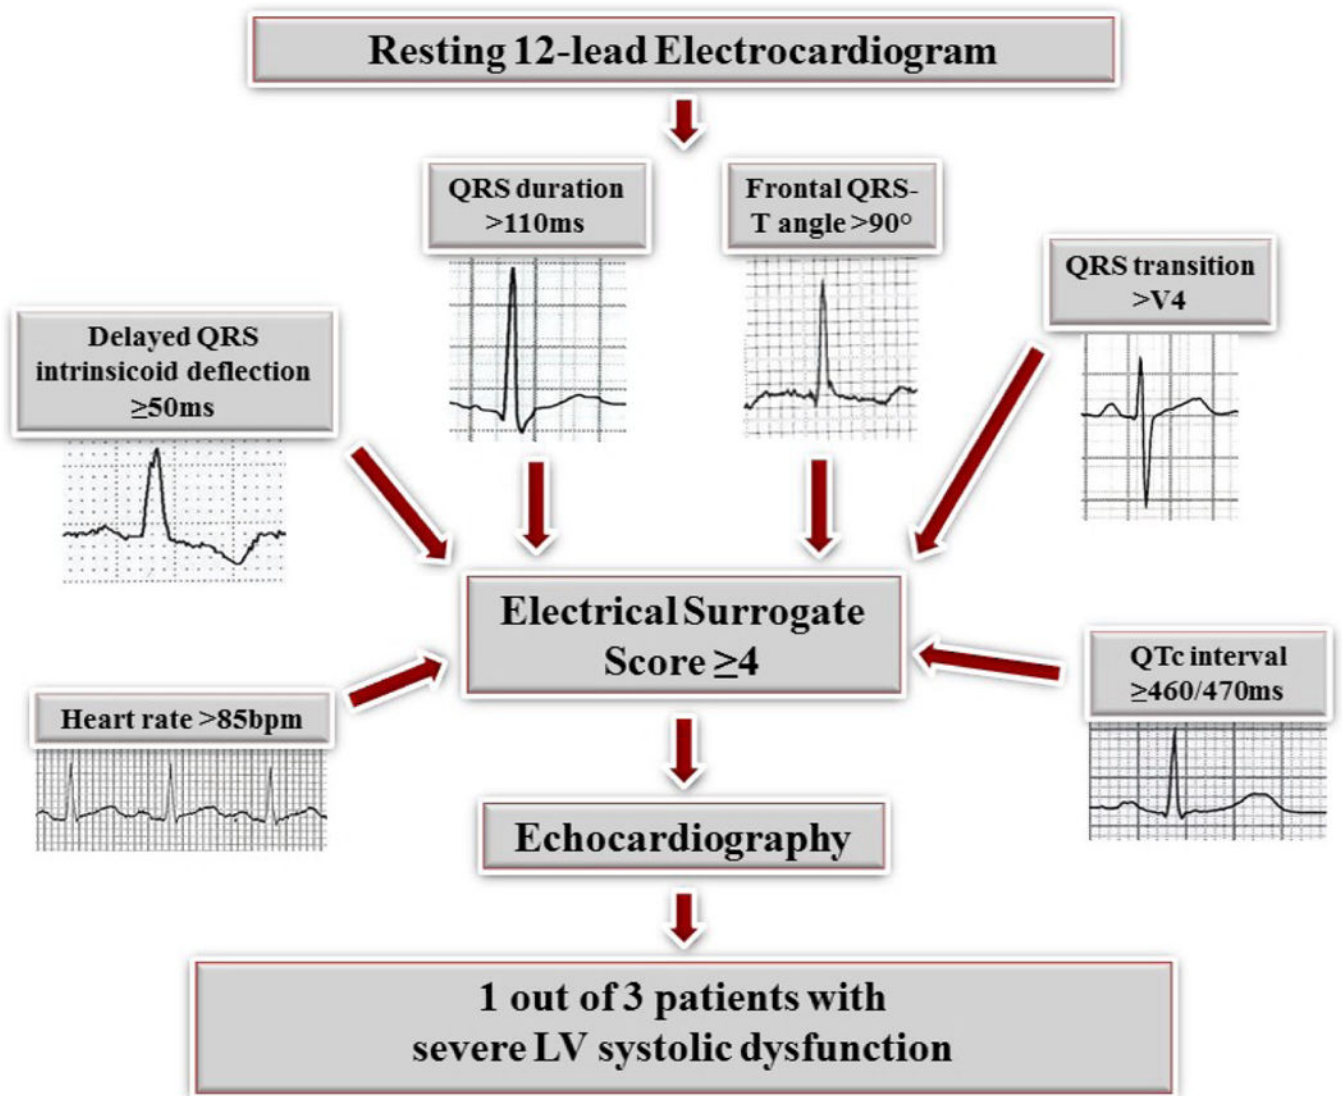 Resting 12-lead Electrocardiogram
QRS duration
>110ms
Frontal QRS-
T angle >90°
QRS transition
>V4
Delayed QRS
intrinsicoid deflection
≥50ms
Electrical Surrogate
Score ≥4
QTc interval
≥460/470ms
Heart rate >85bpm
Echocardiography
1 out of 3 patients with
severe LV systolic dysfunction